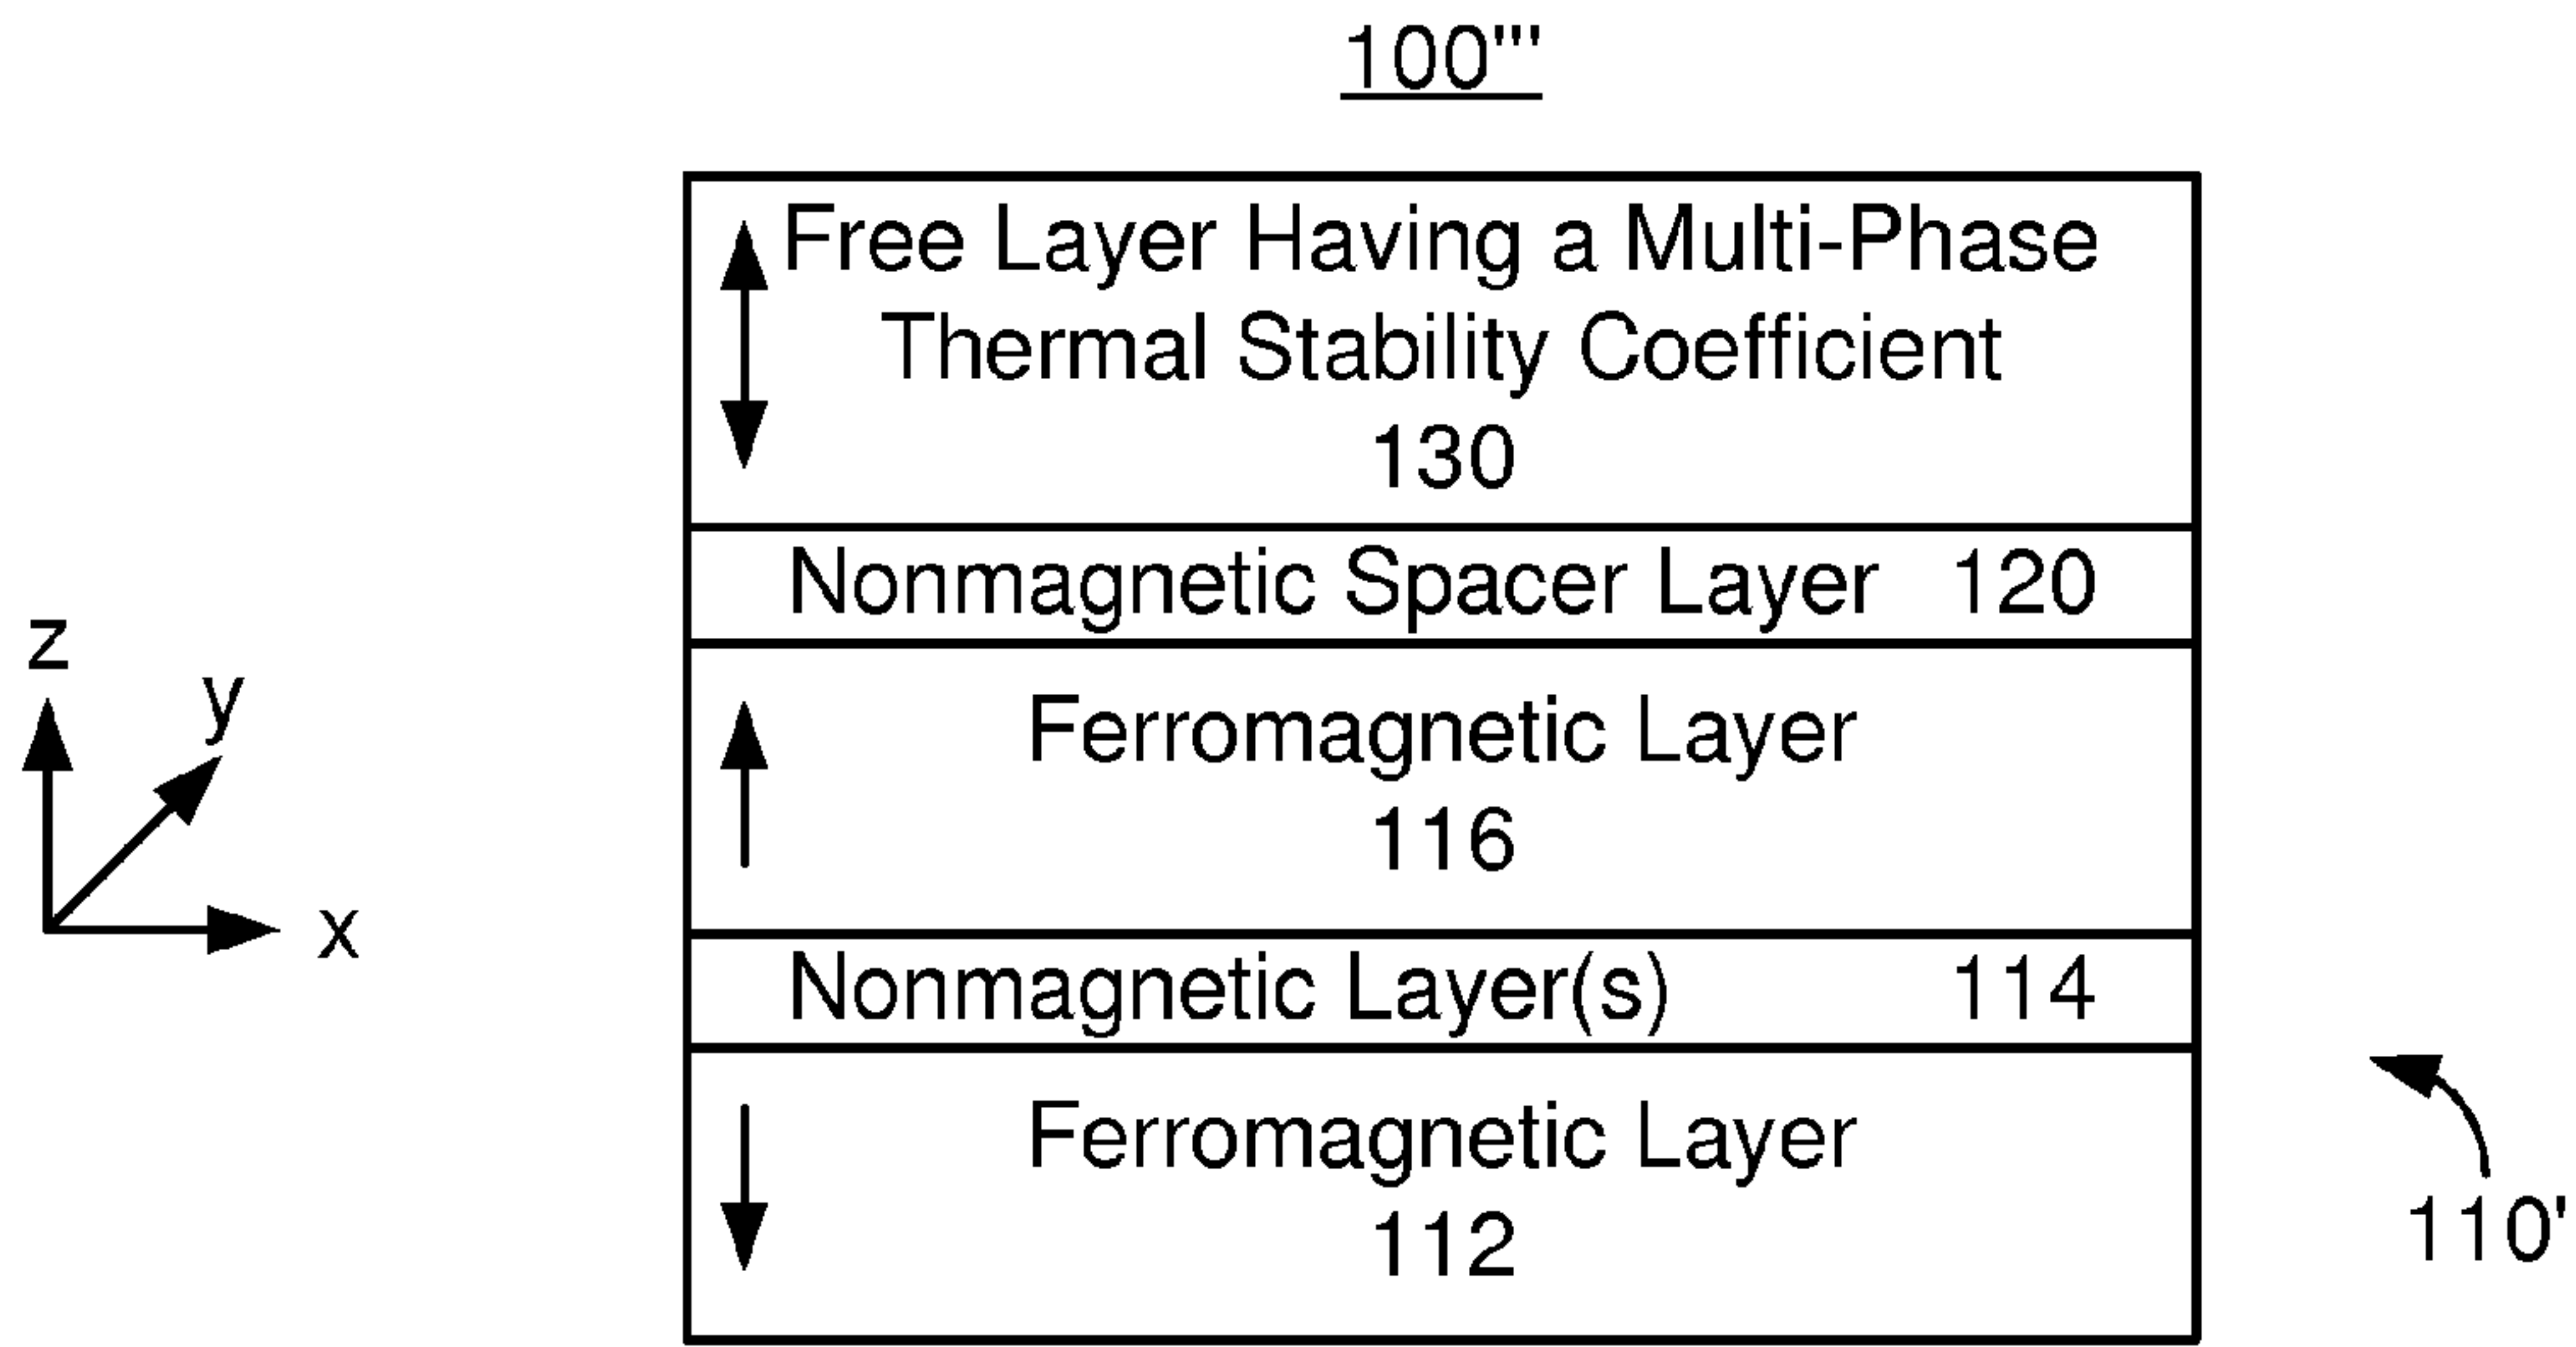 100'''
Free Layer Having a Multi-Phase
Thermal Stability Coefficient
130
Nonmagnetic Spacer Layer 120
z
y
x
Ferromagnetic Layer
116
Nonmagnetic Layer(s) 114
Ferromagnetic Layer
112
110'